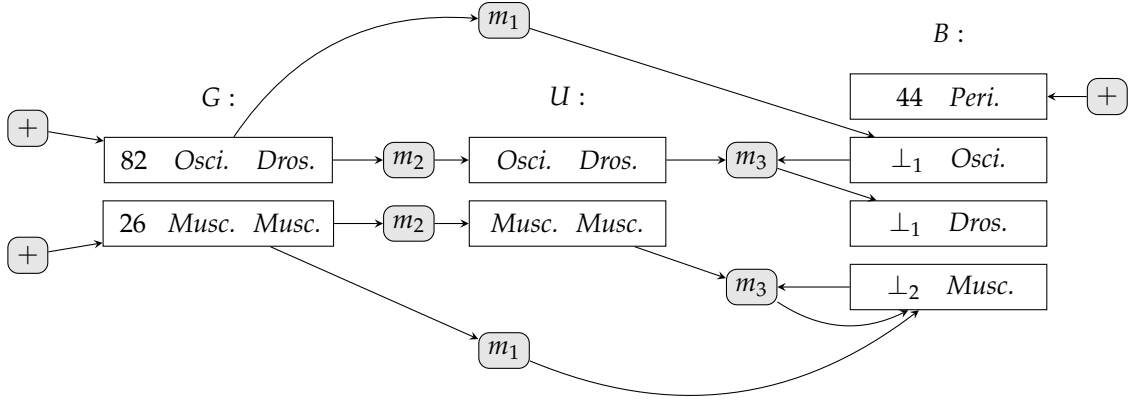 m₁
B :
G :
U :
44 Peri.
+
+
82 Osci. Dros.
m₂
Osci. Dros.
m₃
⊥₁ Osci.
26 Musc. Musc.
m₂
Musc. Musc.
⊥₁ Dros.
+
m₃
⊥₂ Musc.
m₁